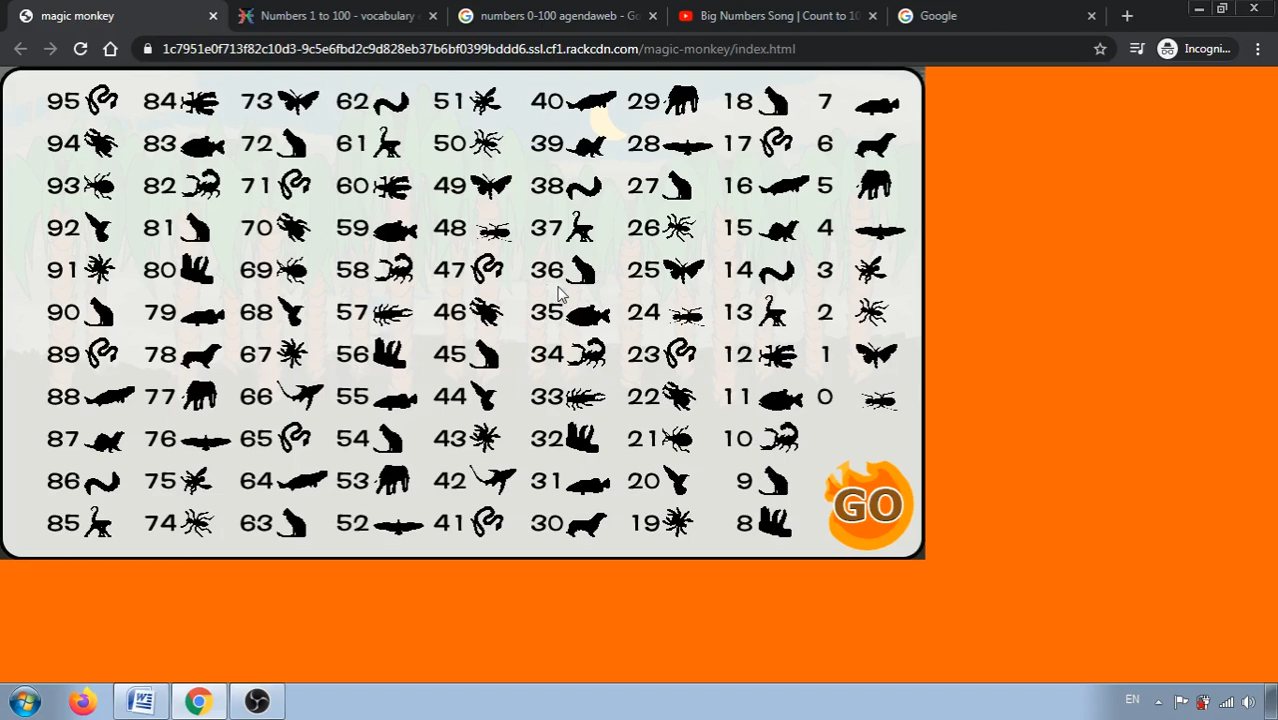 magic monkey
Numbers 1 to 100 - vocabulary
numbers 0-100 agendaweb - Go
Big Numbers Song | Count to 10
Google
1c7951e0f713f82c10d3-9c5e6fbd2c9d828eb37b6bf0399bddd6.ssl.cf1.rackcdn.com/magic-monkey/index.html
Incogni...
95 84 73 62 51 40 29 18 7
94 83 72 61 50 39 28 17 6
93 82 71 60 49 38 27 16 5
92 81 70 59 48 37 26 15 4
91 80 69 58 47 36 25 14 3
90 79 68 57 46 35 24 13 2
89 78 67 56 45 34 23 12 1
88 77 66 55 44 33 22 11 0
87 76 65 54 43 32 21 10
86 75 64 53 42 31 20 9
85 74 63 52 41 30 19 8
GO
EN